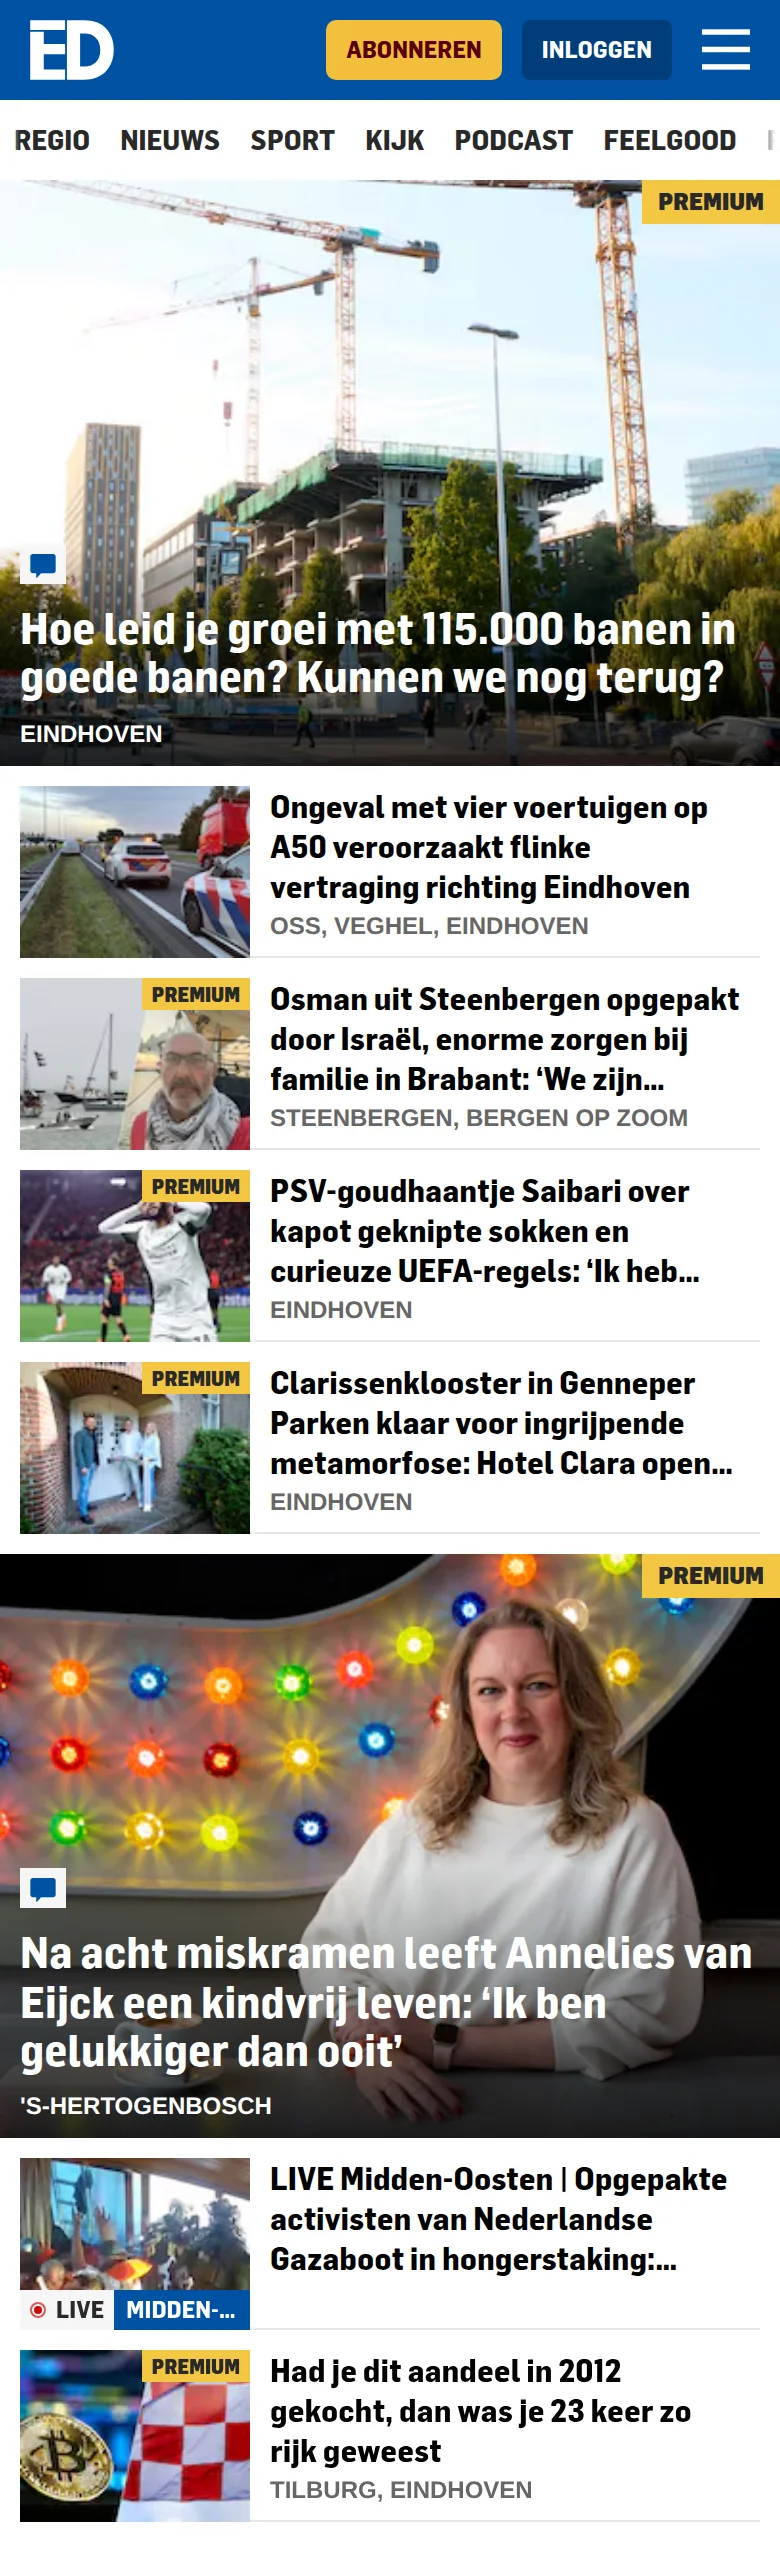 ED
ABONNEREN
INLOGGEN
REGIO NIEUWS SPORT KIJK PODCAST FEELGOOD
PREMIUM
Hoe leid je groei met 115.000 banen in
goede banen? Kunnen we nog terug?
EINDHOVEN
Ongeval met vier voertuigen op
A50 veroorzaakt flinke
vertraging richting Eindhoven
OSS, VEGHEL, EINDHOVEN
PREMIUM
Osman uit Steenbergen opgepakt
door Israël, enorme zorgen bij
familie in Brabant: ‘We zijn...
STEENBERGEN, BERGEN OP ZOOM
PREMIUM
PSV-goudhaantje Saibari over
kapot geknipte sokken en
curieuze UEFA-regels: ‘Ik heb...
EINDHOVEN
PREMIUM
Clarissenklooster in Genneper
Parken klaar voor ingrijpende
metamorfose: Hotel Clara open...
EINDHOVEN
PREMIUM
Na acht miskramen leeft Annelies van
Eijck een kindvrij leven: ‘Ik ben
gelukkiger dan ooit’
'S-HERTOGENBOSCH
LIVE Midden-Oosten | Opgepakte
activisten van Nederlandse
Gazaboot in hongerstaking:...
LIVE MIDDEN-...
PREMIUM
Had je dit aandeel in 2012
gekocht, dan was je 23 keer zo
rijk geweest
TILBURG, EINDHOVEN